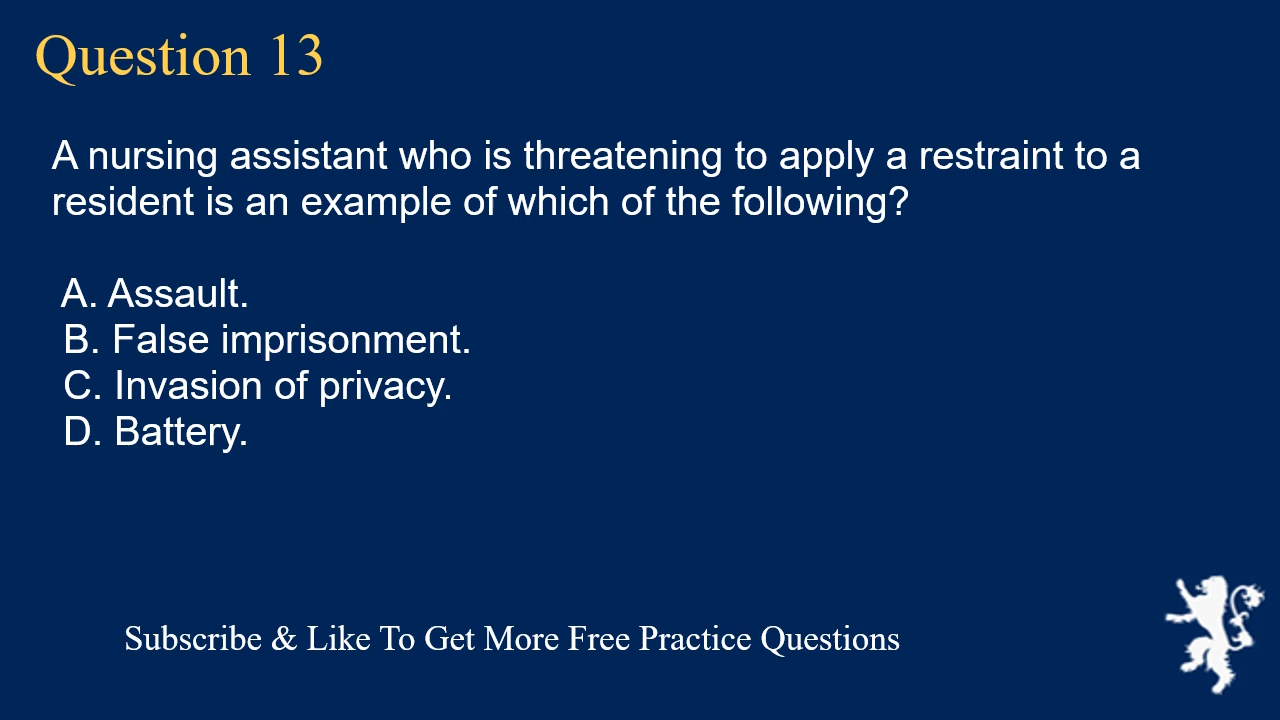 Question 13
A nursing assistant who is threatening to apply a restraint to a
resident is an example of which of the following?
A. Assault.
B. False imprisonment.
C. Invasion of privacy.
D. Battery.
Subscribe & Like To Get More Free Practice Questions